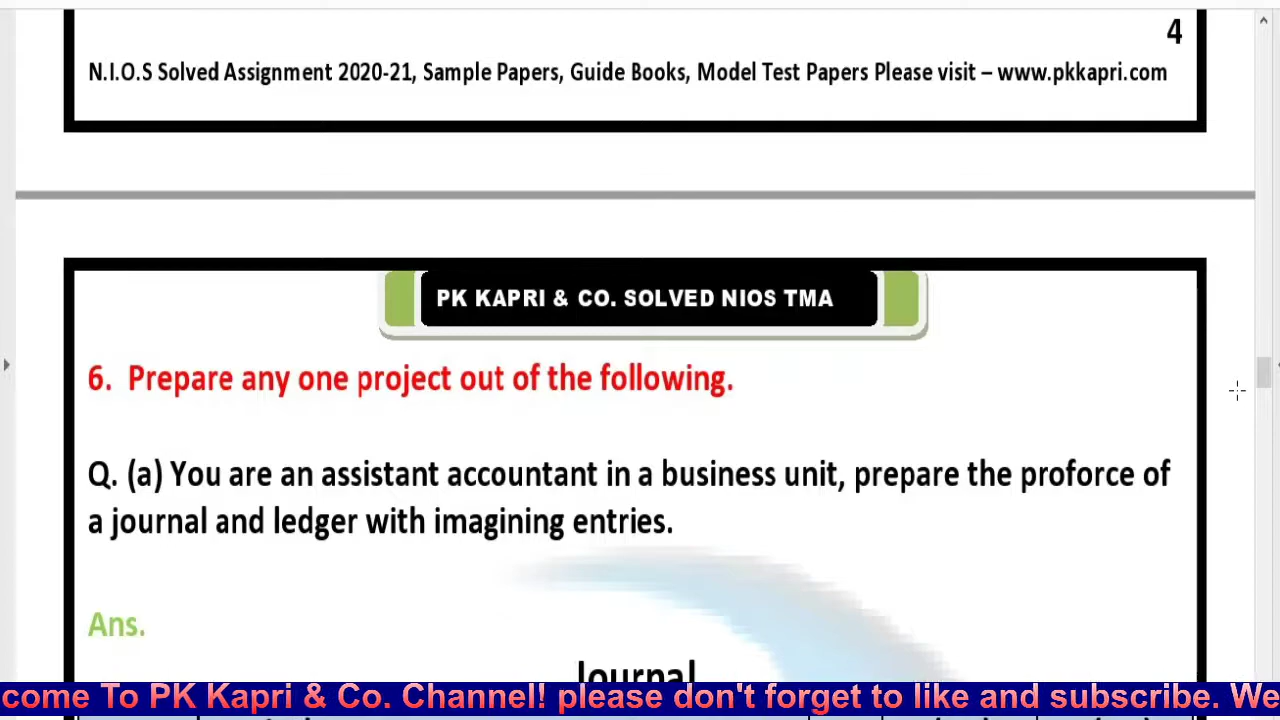 4
N.I.O.S Solved Assignment 2020-21, Sample Papers, Guide Books, Model Test Papers Please visit – www.pkkapri.com
PK KAPRI & CO. SOLVED NIOS TMA
6. Prepare any one project out of the following.
Q. (a) You are an assistant accountant in a business unit, prepare the proforce of
a journal and ledger with imagining entries.
Ans.
Journal
come To PK Kapri & Co. Channel! please don't forget to like and subscribe. We